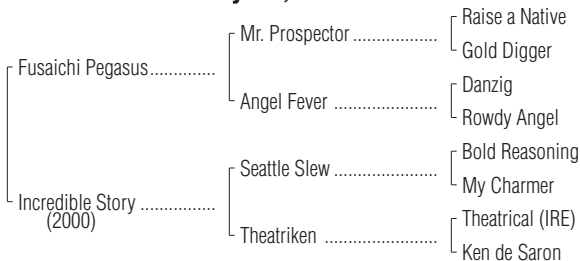 Raise a Native
Mr. Prospector ..................
Gold Digger
Fusaichi Pegasus..............
Danzig
Angel Fever ......................
Rowdy Angel
Bold Reasoning
Seattle Slew ......................
My Charmer
Incredible Story ................
(2000)
Theatrical (IRE)
Theatriken ........................
Ken de Saron